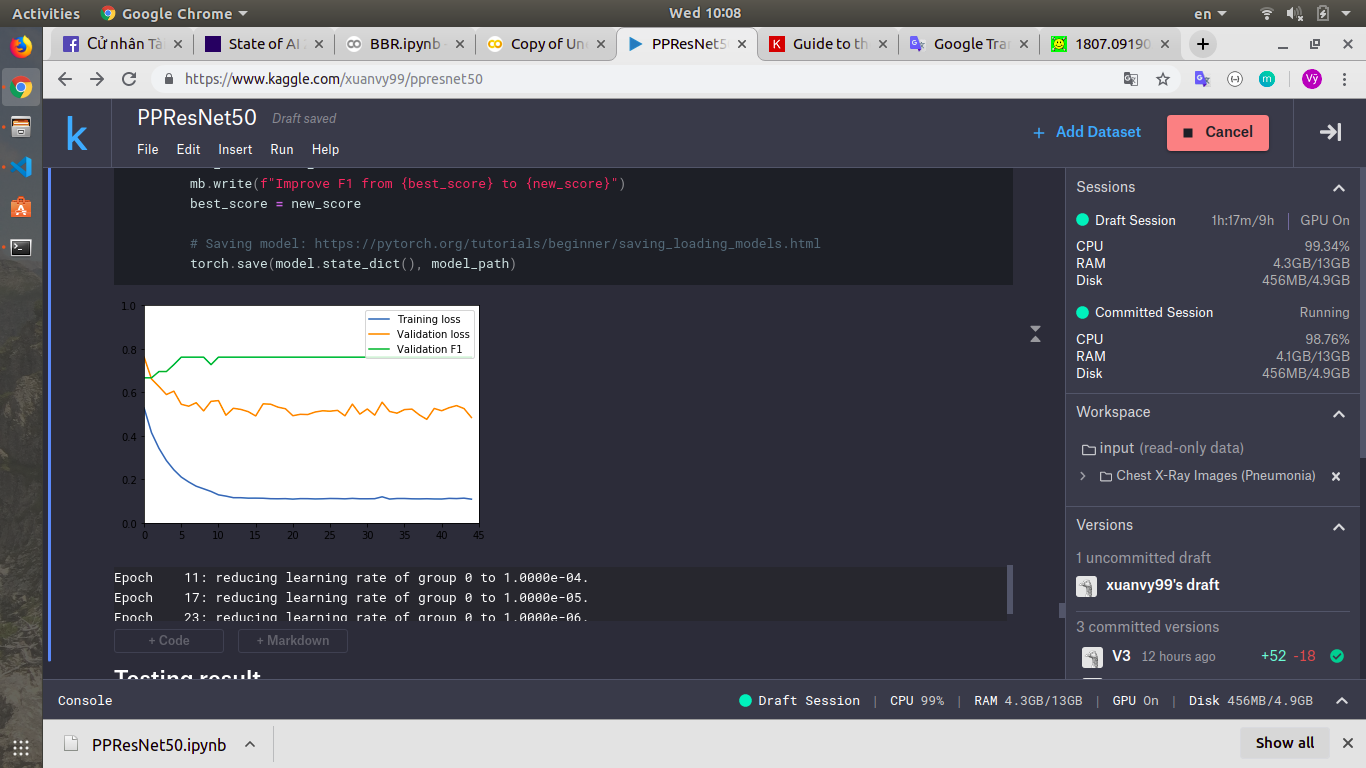 Activities Google Chrome Wed 10:08 en
Cử nhân Tà State of AI BBR.ipynb - Copy of Un PPResNet5 Guide to th Google Tra 1807.09190
https://www.kaggle.com/xuanvy99/ppresnet50 Vỹ
k PPResNet50 Draft saved
File Edit Insert Run Help
+ Add Dataset Cancel
mb.write(f"Improve F1 from {best_score} to {new_score}")
best_score = new_score
# Saving model: https://pytorch.org/tutorials/beginner/saving_loading_models.html
torch.save(model.state_dict(), model_path)
1.0
0.8
0.6
0.4
0.2
0.0
0 5 10 15 20 25 30 35 40 45
Training loss
Validation loss
Validation F1
Epoch    11: reducing learning rate of group 0 to 1.0000e-04.
Epoch    17: reducing learning rate of group 0 to 1.0000e-05.
Epoch    23: reducing learning rate of group 0 to 1.0000e-06.
+ Code + Markdown
Testing result
Sessions
Draft Session 1h:17m/9h GPU On
CPU 99.34%
RAM 4.3GB/13GB
Disk 456MB/4.9GB
Committed Session Running
CPU 98.76%
RAM 4.1GB/13GB
Disk 456MB/4.9GB
Workspace
input (read-only data)
Chest X-Ray Images (Pneumonia)
Versions
1 uncommitted draft
xuanvy99's draft
3 committed versions
V3 12 hours ago +52 -18
Console Draft Session | CPU 99% | RAM 4.3GB/13GB | GPU On | Disk 456MB/4.9GB
PPResNet50.ipynb Show all